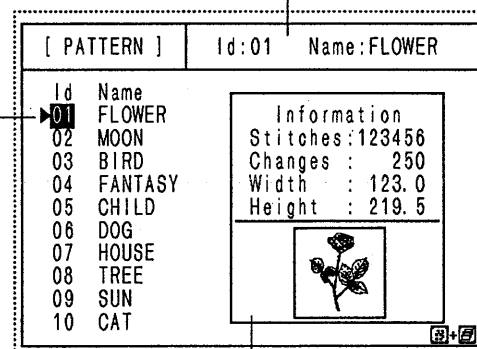 [ PATTERN ] Id:01 Name:FLOWER
Id Name
01 FLOWER
02 MOON
03 BIRD
04 FANTASY
05 CHILD
06 DOG
07 HOUSE
08 TREE
09 SUN
10 CAT
Information
Stitches:123456
Changes : 250
Width : 123.0
Height : 219.5
+